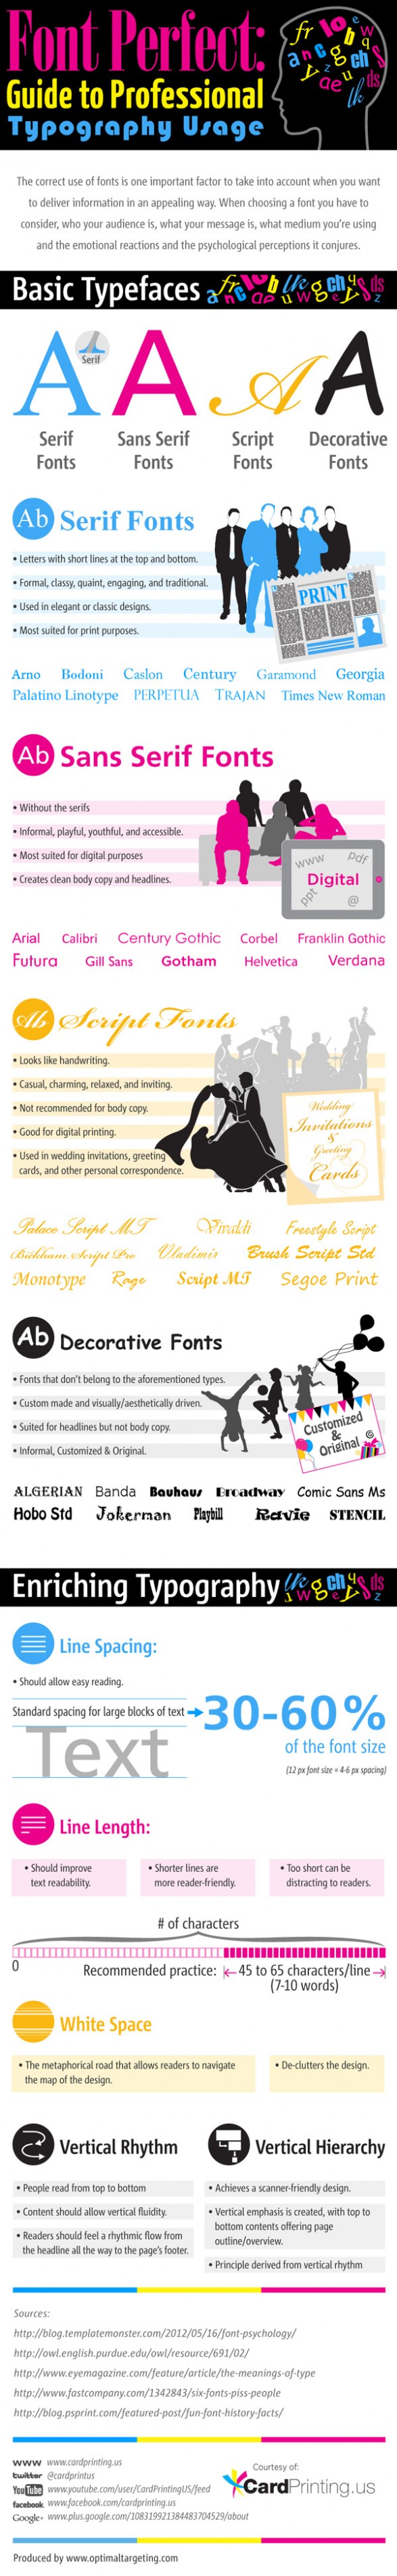 Font Perfect:
Guide to Professional
Typography Usage
The correct use of fonts is one important factor to take into account when you want
to deliver information in an appealing way. When choosing a font you have to
consider, who your audience is, what your message is, what medium you're using
and the emotional reactions and the psychological perceptions it conjures.
Basic Typefaces
A A A A
Serif
Serif Fonts
Sans Serif Fonts
Script Fonts
Decorative Fonts
Ab Serif Fonts
• Letters with short lines at the top and bottom.
• Formal, classy, quaint, engaging, and traditional.
• Used in elegant or classic designs.
• Most suited for print purposes.
PRINT
Arno Bodoni Caslon Century Garamond Georgia
Palatino Linotype PERPETUA TRAJAN Times New Roman
Ab Sans Serif Fonts
• Without the serifs
• Informal, playful, youthful, and accessible.
• Most suited for digital purposes
• Creates clean body copy and headlines.
www pdf
Digital
ppt @
Arial Calibri Century Gothic Corbel Franklin Gothic
Futura Gill Sans Gotham Helvetica Verdana
Ab Script Fonts
• Looks like handwriting.
• Casual, charming, relaxed, and inviting.
• Not recommended for body copy.
• Good for digital printing.
• Used in wedding invitations, greeting
cards, and other personal correspondence.
Wedding
Invitations
&
Greeting
Cards
Palace Script MT Vivaldi Freestyle Script
Bickham Script Pro Vladimir Brush Script Std
Monotype Rage Script MT Segoe Print
Ab Decorative Fonts
• Fonts that don't belong to the aforementioned types.
• Custom made and visually/aesthetically driven.
• Suited for headlines but not body copy.
• Informal, Customized & Original.
Customized
&
Original
ALGERIAN Banda Bauhaus Broadway Comic Sans Ms
Hobo Std Jokerman Playbill Ravie STENCIL
Enriching Typography
Line Spacing:
• Should allow easy reading.
Standard spacing for large blocks of text
30-60%
Text
of the font size
(12 px font size = 4-6 px spacing)
Line Length:
• Should improve
text readability.
• Shorter lines are
more reader-friendly.
• Too short can be
distracting to readers.
# of characters
0
Recommended practice: 45 to 65 characters/line
(7-10 words)
White Space
• The metaphorical road that allows readers to navigate
the map of the design.
• De-clutters the design.
Vertical Rhythm
• People read from top to bottom
• Content should allow vertical fluidity.
• Readers should feel a rhythmic flow from
the headline all the way to the page's footer.
Vertical Hierarchy
• Achieves a scanner-friendly design.
• Vertical emphasis is created, with top to
bottom contents offering page
outline/overview.
• Principle derived from vertical rhythm
Sources:
http://blog.templatemonster.com/2012/05/16/font-psychology/
http://owl.english.purdue.edu/owl/resource/691/02/
http://www.eyemagazine.com/feature/article/the-meanings-of-type
http://www.fastcompany.com/1342843/six-fonts-piss-people
http://blog.psprint.com/featured-post/fun-font-history-facts/
www www.cardprinting.us
twitter @cardprintus
YouTube www.youtube.com/user/CardPrintingUS/feed
facebook www.facebook.com/cardprinting.us
Google+ www.plus.google.com/108319921384483704529/about
Courtesy of:
CardPrinting.us
Produced by www.optimaltargeting.com